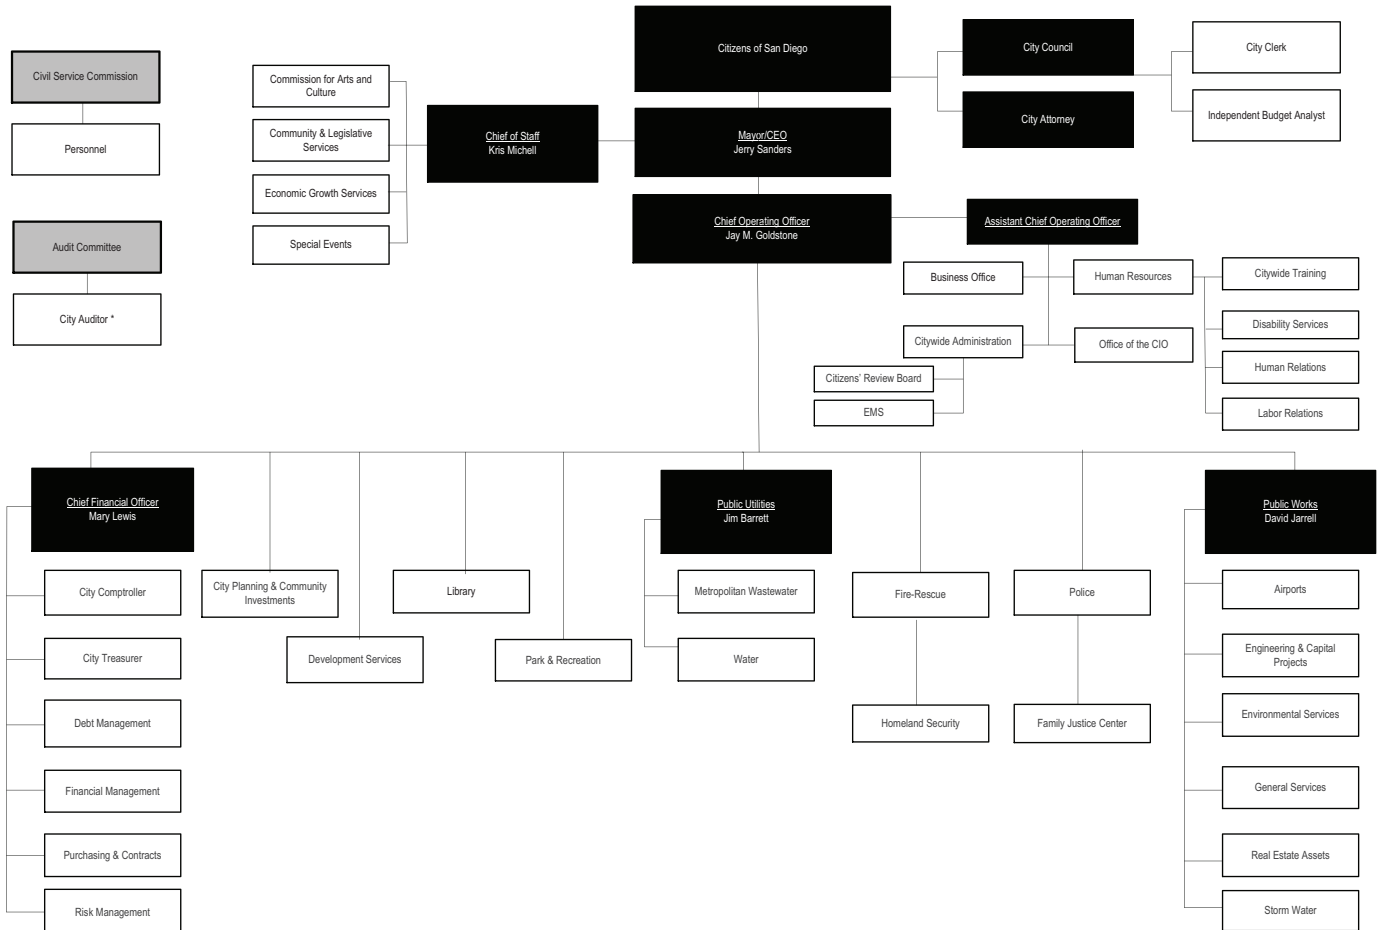 Citizens of San Diego
City Council
City Clerk
Civil Service Commission
Commission for Arts and
Culture
Independent Budget Analyst
City Attorney
Personnel
Community & Legislative
Services
Chief of Staff
Kris Michell
Mayor/CEO
Jerry Sanders
Economic Growth Services
Chief Operating Officer
Jay M. Goldstone
Assistant Chief Operating Officer
Audit Committee
Special Events
Business Office
Human Resources
Citywide Training
City Auditor *
Citywide Administration
Office of the CIO
Disability Services
Citizens' Review Board
Human Relations
EMS
Labor Relations
Chief Financial Officer
Mary Lewis
Public Utilities
Jim Barrett
Public Works
David Jarrell
City Comptroller
City Planning & Community
Investments
Library
Metropolitan Wastewater
Fire-Rescue
Police
Airports
City Treasurer
Development Services
Park & Recreation
Water
Engineering & Capital
Projects
Debt Management
Homeland Security
Family Justice Center
Environmental Services
Financial Management
General Services
Purchasing & Contracts
Real Estate Assets
Risk Management
Storm Water